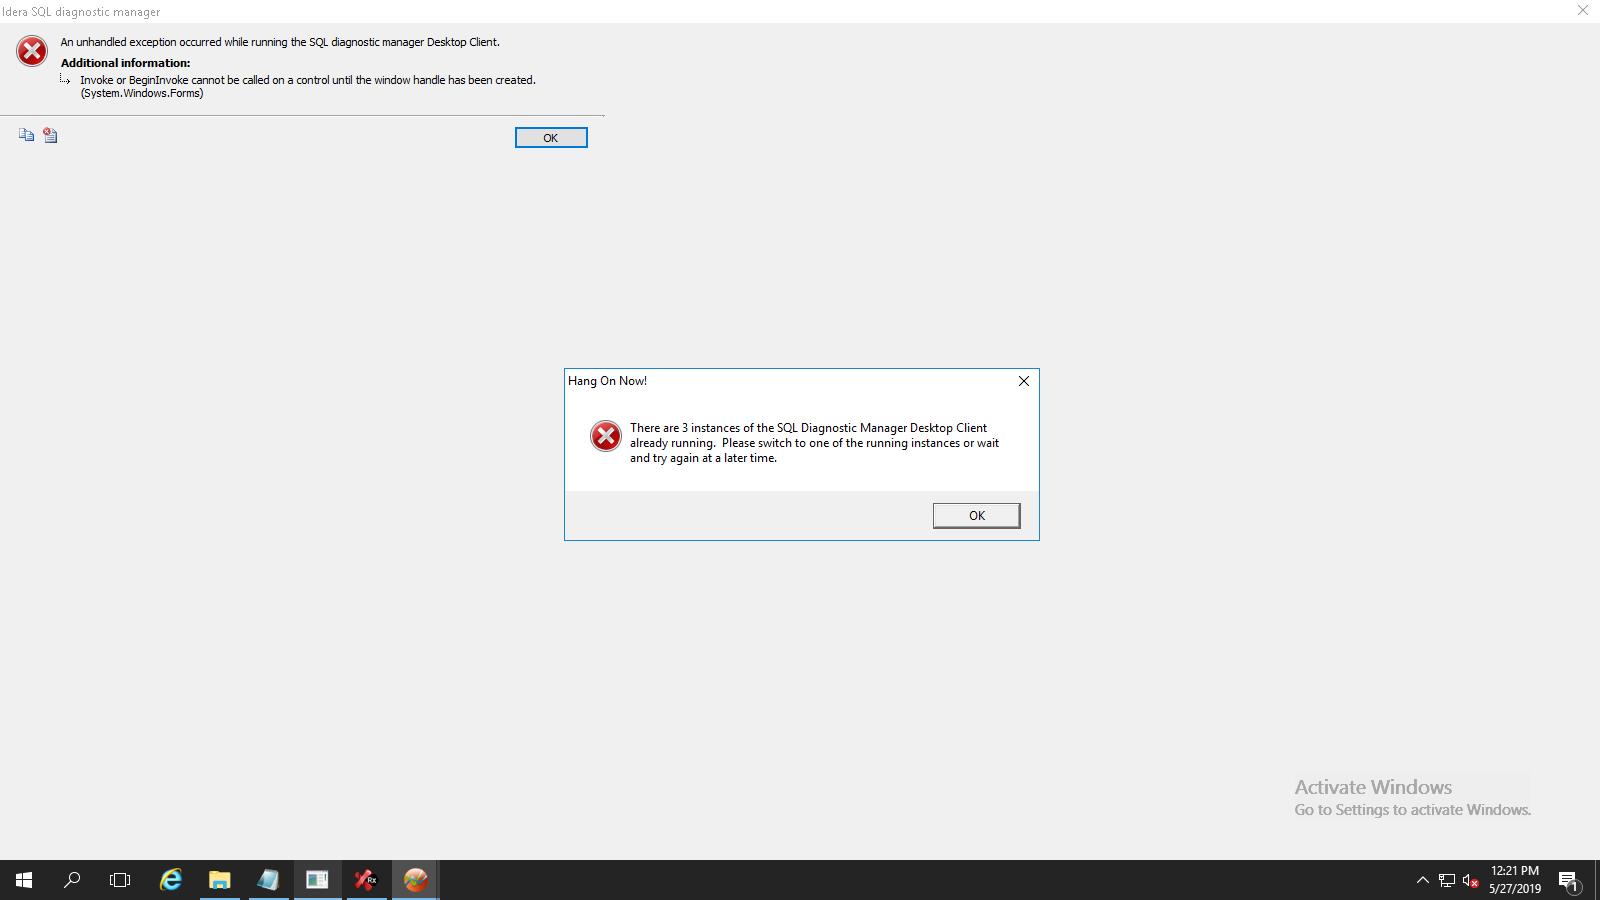 Idera SQL diagnostic manager
An unhandled exception occurred while running the SQL diagnostic manager Desktop Client.
Additional information:
Invoke or BeginInvoke cannot be called on a control until the window handle has been created.
(System.Windows.Forms)
OK
Hang On Now!
There are 3 instances of the SQL Diagnostic Manager Desktop Client
already running.  Please switch to one of the running instances or wait
and try again at a later time.
OK
Activate Windows
Go to Settings to activate Windows.
Rx
12:21 PM
5/27/2019
1